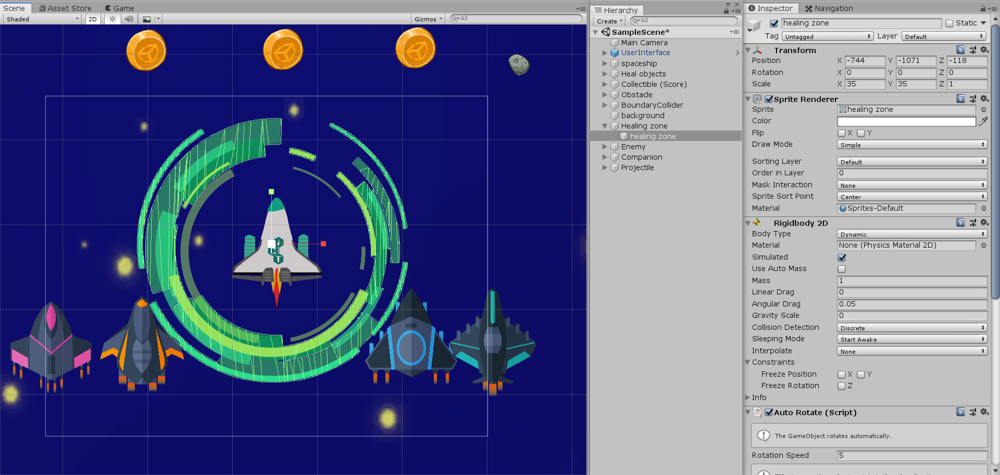 Scene
Asset Store
Game
Shaded
2D
Gizmos
All
Hierarchy
Create
All
SampleScene*
Main Camera
UserInterface
spaceship
Heal objects
Collectible (Score)
Obstacle
BoundaryCollider
background
Healing zone
healing zone
Enemy
Companion
Projectile
Inspector
Navigation
healing zone
Static
Tag Untagged Layer Default
Transform
Position X -744 Y -1071 Z -118
Rotation X 0 Y 0 Z 0
Scale X 35 Y 35 Z 1
Sprite Renderer
Sprite healing zone
Color
Flip X Y
Draw Mode Simple
Sorting Layer Default
Order in Layer 0
Mask Interaction None
Sprite Sort Point Center
Material Sprites-Default
Rigidbody 2D
Body Type Dynamic
Material None (Physics Material 2D)
Simulated
Use Auto Mass
Mass 1
Linear Drag 0
Angular Drag 0.05
Gravity Scale 0
Collision Detection Discrete
Sleeping Mode Start Awake
Interpolate None
Constraints
Freeze Position X Y
Freeze Rotation Z
Info
Auto Rotate (Script)
The GameObject rotates automatically.
Rotation Speed 5